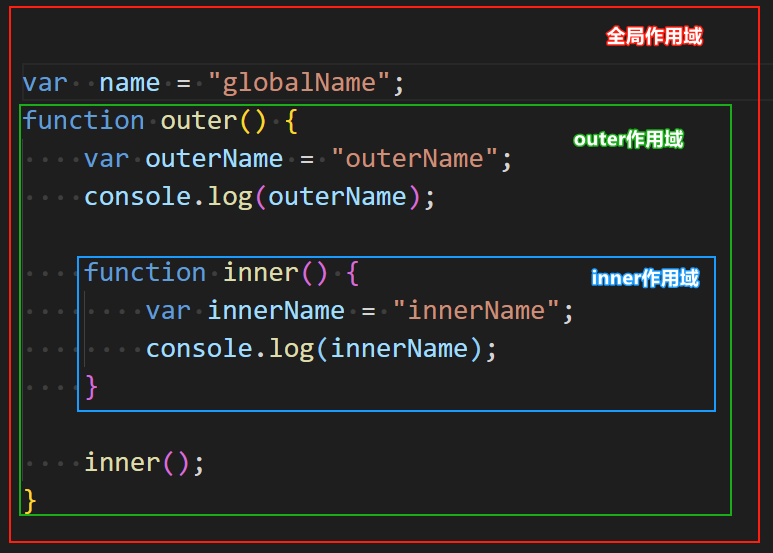 全局作用域
var  name = "globalName";
function outer() {
outer作用域
    var outerName = "outerName";
    console.log(outerName);
    function inner() {
inner作用域
        var innerName = "innerName";
        console.log(innerName);
    }
    inner();
}